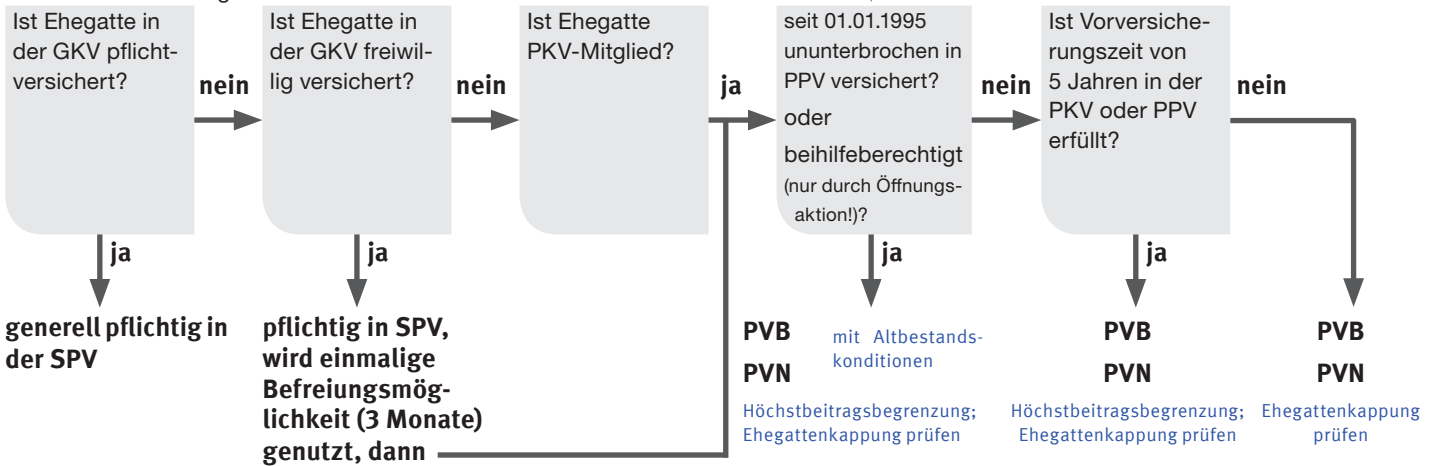 Ist Ehegatte in
der GKV pflicht-
versichert?
nein
ja
generell pflichtig in
der SPV
Ist Ehegatte in
der GKV freiwil-
lig versichert?
nein
ja
pflichtig in SPV,
wird einmalige
Befreiungsmög-
lichkeit (3 Monate)
genutzt, dann
Ist Ehegatte
PKV-Mitglied?
ja
seit 01.01.1995
ununterbrochen in
PPV versichert?
oder
beihilfeberechtigt
(nur durch Öffnungs-
aktion!)?
nein
ja
PVB
PVN
mit Altbestands-
konditionen
Höchstbeitragsbegrenzung;
Ehegattenkappung prüfen
Ist Vorversiche-
rungszeit von
5 Jahren in der
PKV oder PPV
erfüllt?
nein
ja
PVB
PVN
Höchstbeitragsbegrenzung;
Ehegattenkappung prüfen
PVB
PVN
Ehegattenkappung
prüfen